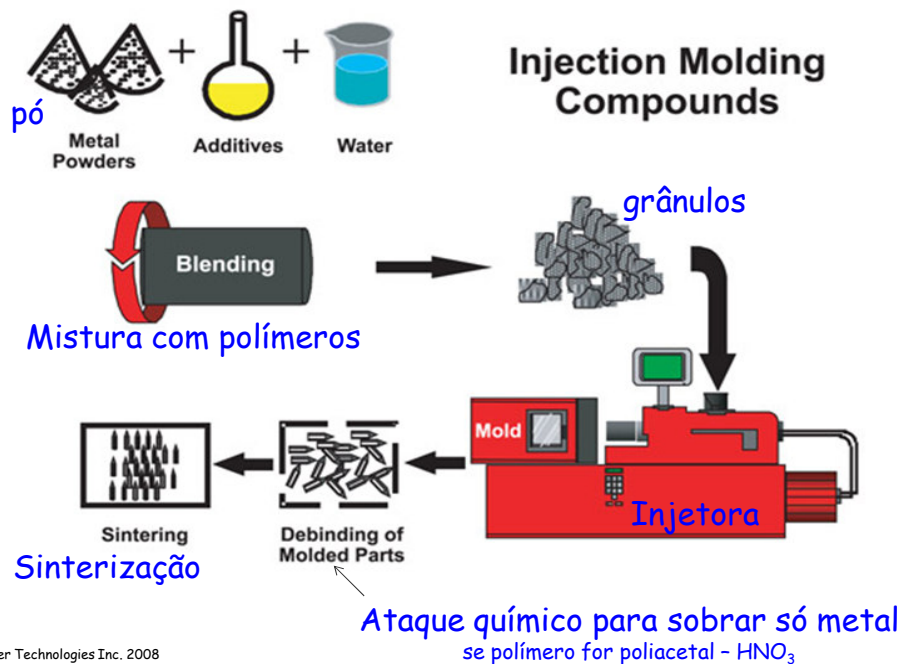 Injection Molding
Compounds
+
+
pó
Metal
Powders
Additives
Water
grânulos
Blending
Mistura com polímeros
Mold
Injetora
Sintering
Debinding of
Molded Parts
Sinterização
Ataque químico para sobrar só metal
se polímero for poliacetal – HNO₃
Technologies Inc. 2008